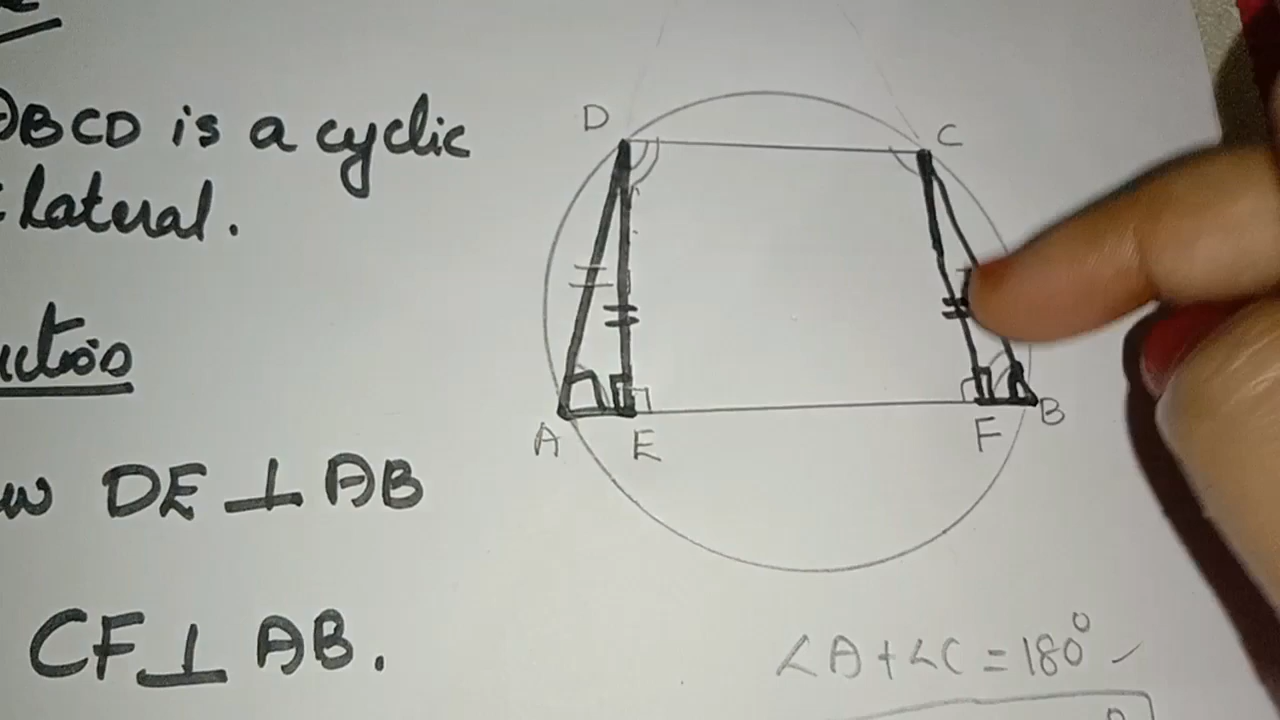 BCD is a cyclic
lateral.
DE ⊥ AB
CF ⊥ AB.
D
C
A
E
F
B
∠A+∠C=180° ✓